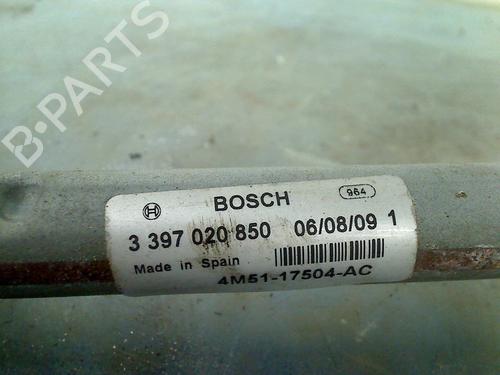 B-PARTS
BOSCH 964
3 397 020 850 06/08/09 1
Made in Spain
4M51-17504-AC